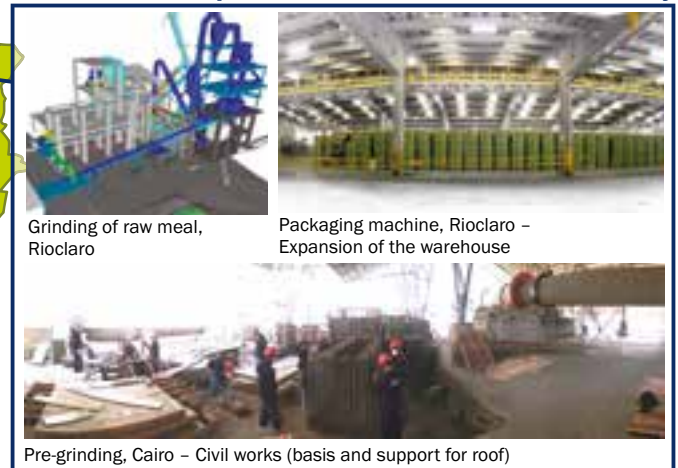 Grinding of raw meal,
Rioclaro
Packaging machine, Rioclaro –
Expansion of the warehouse
Pre-grinding, Cairo – Civil works (basis and support for roof)